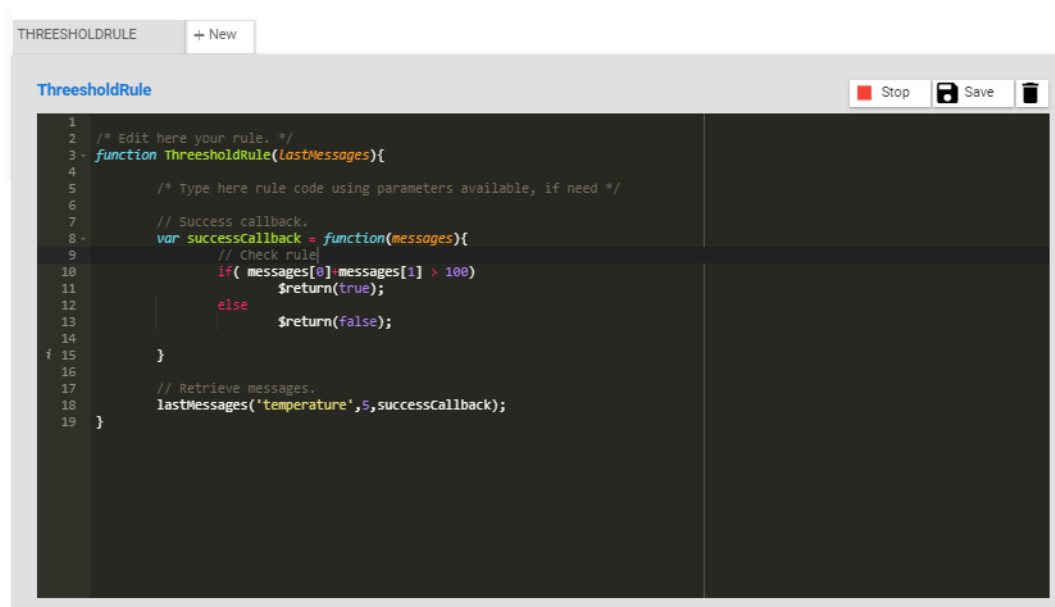 THREESHOLDRULE + New
ThreesholdRule Stop Save
1
2 /* Edit here your rule. */
3 function ThreesholdRule(lastMessages){
4
5 /* Type here rule code using parameters available, if need */
6
7 // Success callback.
8 var successCallback = function(messages){
9 // Check rule
10 if( messages[0]+messages[1] > 100)
11 $return(true);
12 else
13 $return(false);
14
i 15 }
16
17 // Retrieve messages.
18 lastMessages('temperature',5,successCallback);
19 }